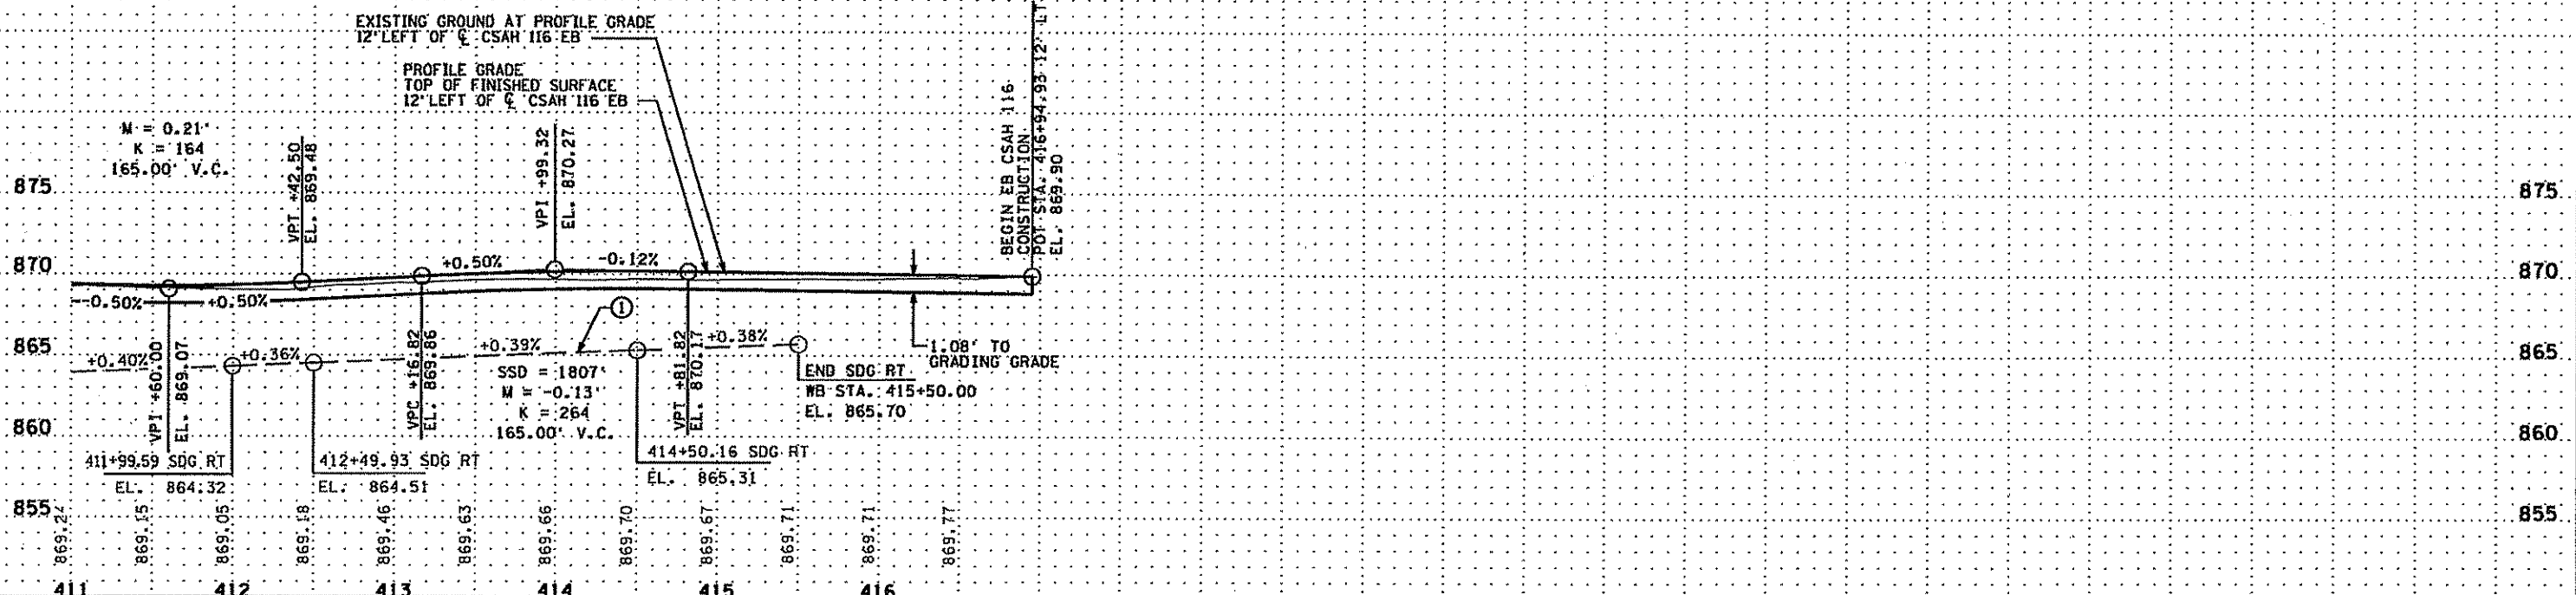 EXISTING GROUND AT PROFILE GRADE
12' LEFT OF ℄ CSAH 116 EB
PROFILE GRADE
TOP OF FINISHED SURFACE
12' LEFT OF ℄ CSAH 116 EB
M = 0.21'
K = 164
165.00' V.C.
VPT +42.50
EL. 869.48
VPI +99.32
EL. 870.27
BEGIN EB CSAH 116
CONSTRUCTION
POT STA. 416+94.93 12' LT
EL. 869.90
875
875
870
+0.50%
-0.12%
870
-0.50%
+0.50%
1
865
+0.40%
+0.36%
+0.39%
+0.38%
1.08' TO
GRADING GRADE
865
VPI +60.00
EL. 869.07
VPC +16.82
EL. 869.86
SSD = 1807'
M = -0.13'
K = 264
165.00' V.C.
VPT +81.82
EL. 870.17
END SDG RT
WB STA. 415+50.00
EL. 865.70
860
860
411+99.59 SDG RT
EL. 864.32
412+49.93 SDG RT
EL. 864.51
414+50.16 SDG RT
EL. 865.31
855
855
869.24
869.15
869.05
869.18
869.46
869.63
869.66
869.70
869.67
869.71
869.71
869.77
411 412 413 414 415 416